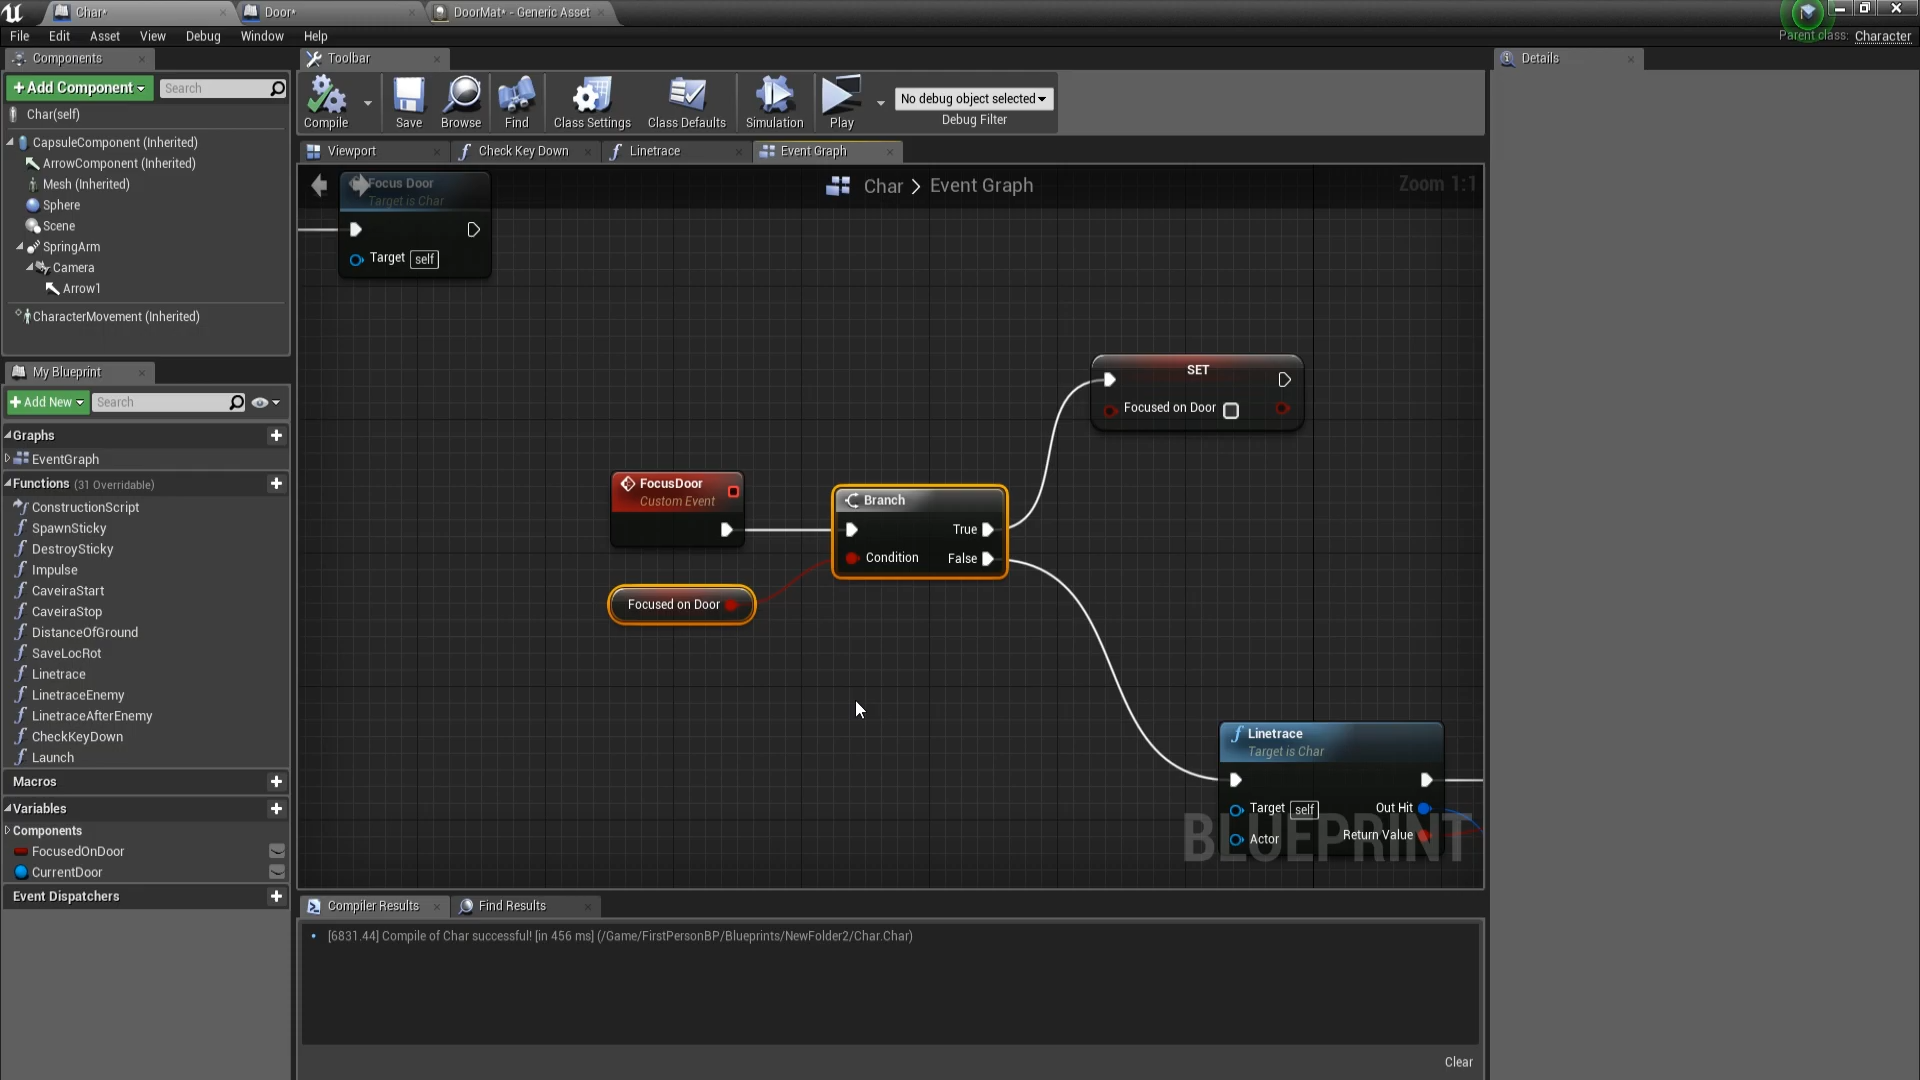 Char*
Door*
DoorMat* - Generic Asset
File Edit Asset View Debug Window Help
Parent class: Character
Components
Add Component
Search
Char(self)
CapsuleComponent (Inherited)
ArrowComponent (Inherited)
Mesh (Inherited)
Sphere
Scene
SpringArm
Camera
Arrow1
CharacterMovement (Inherited)
My Blueprint
Add New
Search
Graphs
EventGraph
Functions (31 Overridable)
ConstructionScript
SpawnSticky
DestroySticky
Impulse
CaveiraStart
CaveiraStop
DistanceOfGround
SaveLocRot
Linetrace
LinetraceEnemy
LinetraceAfterEnemy
CheckKeyDown
Launch
Macros
Variables
Components
FocusedOnDoor
CurrentDoor
Event Dispatchers
Toolbar
Compile
Save
Browse
Find
Class Settings
Class Defaults
Simulation
Play
No debug object selected
Debug Filter
Viewport
Check Key Down
Linetrace
Event Graph
Char > Event Graph
Zoom 1:1
Focus Door
Target is Char
Target self
SET
Focused on Door
FocusDoor
Custom Event
Focused on Door
Branch
True
Condition False
Linetrace
Target is Char
Target self Out Hit
Actor Return Value
BLUEPRINT
Compiler Results
Find Results
[6831.44] Compile of Char successful! [in 456 ms] (/Game/FirstPersonBP/Blueprints/NewFolder2/Char.Char)
Clear
Details